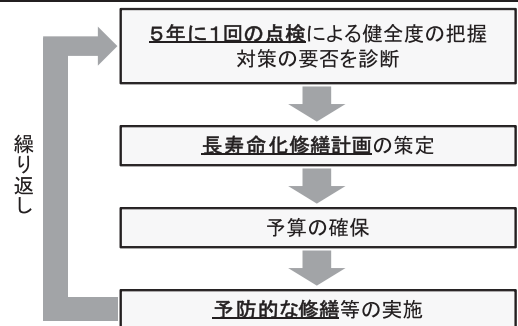 5年に1回の点検による健全度の把握
対策の要否を診断
長寿命化修繕計画の策定
予算の確保
予防的な修繕等の実施
繰り返し